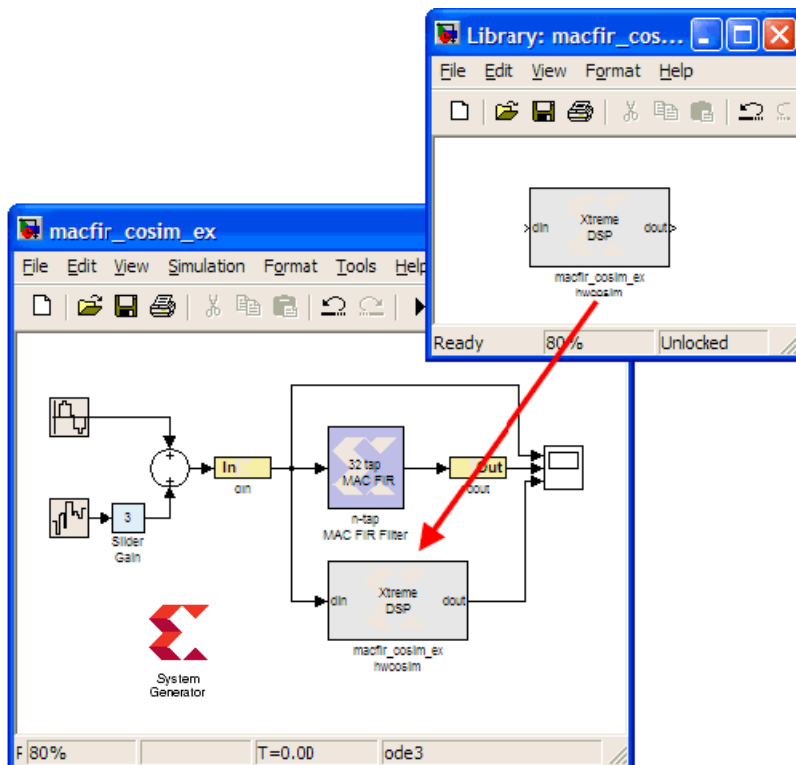 Library: macfir_cos...
File Edit View Format Help
Xtreme
DSP
din
dout
macfir_cosim_ex
hwcosim
Ready 80% Unlocked
macfir_cosim_ex
File Edit View Simulation Format Tools Help
In
din
32 tap
MAC FIR
n-tap
MAC FIR Filter
Out
dout
3
Slider
Gain
din
Xtreme
DSP
dout
macfir_cosim_ex
hwcosim
System
Generator
F 80% T=0.00 ode3